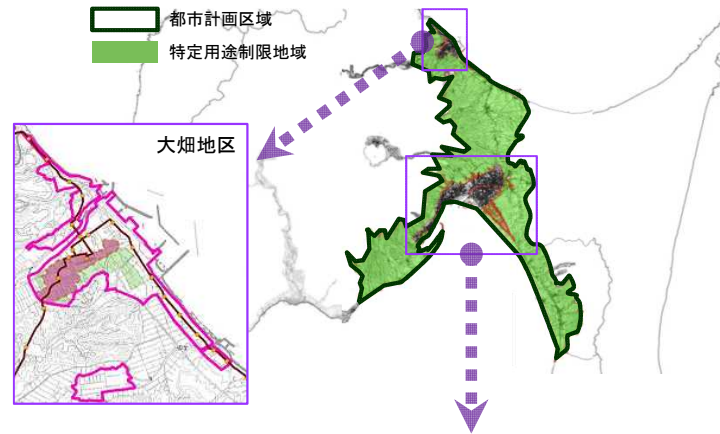 都市計画区域
特定用途制限地域
大畑地区